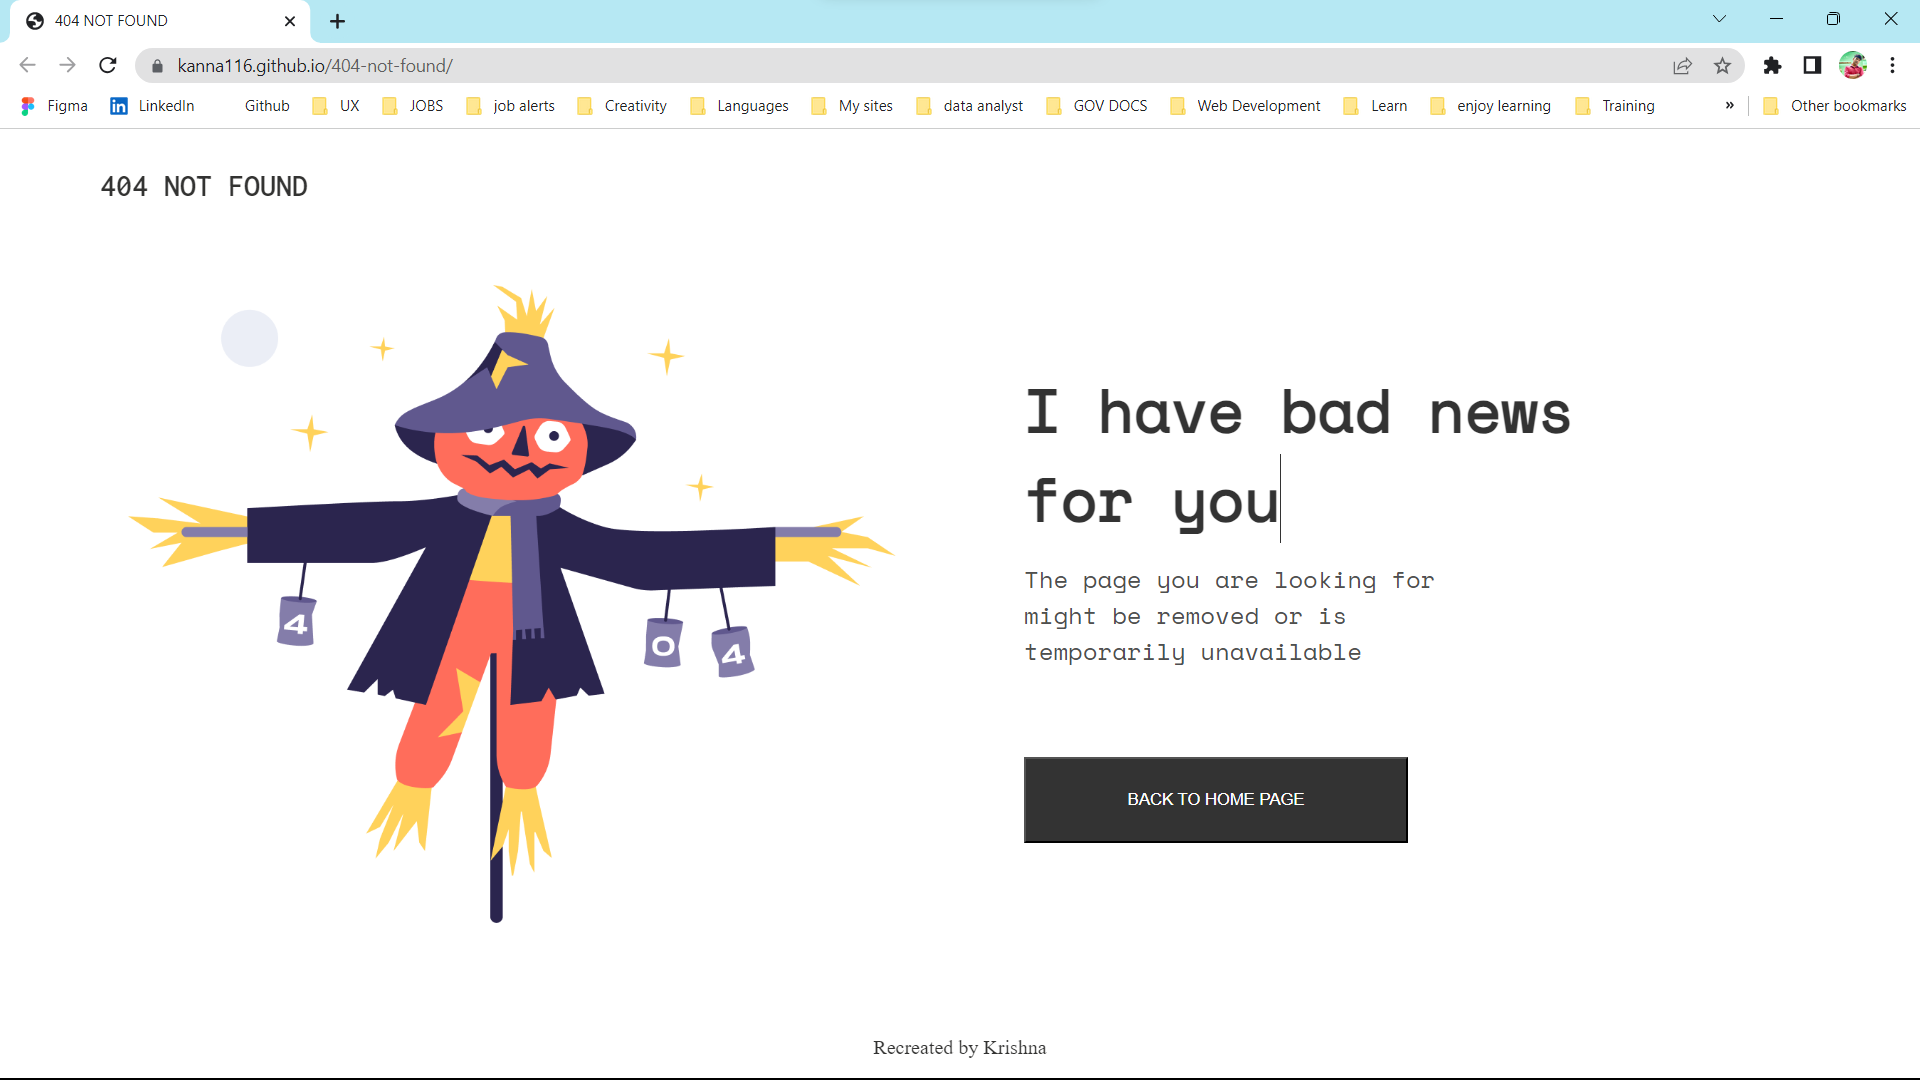 404 NOT FOUND
kanna116.github.io/404-not-found/
Figma LinkedIn Github UX JOBS job alerts Creativity Languages My sites data analyst GOV DOCS Web Development Learn enjoy learning Training » Other bookmarks
404 NOT FOUND
I have bad news
for you
The page you are looking for
might be removed or is
temporarily unavailable
4
0
4
BACK TO HOME PAGE
Recreated by Krishna